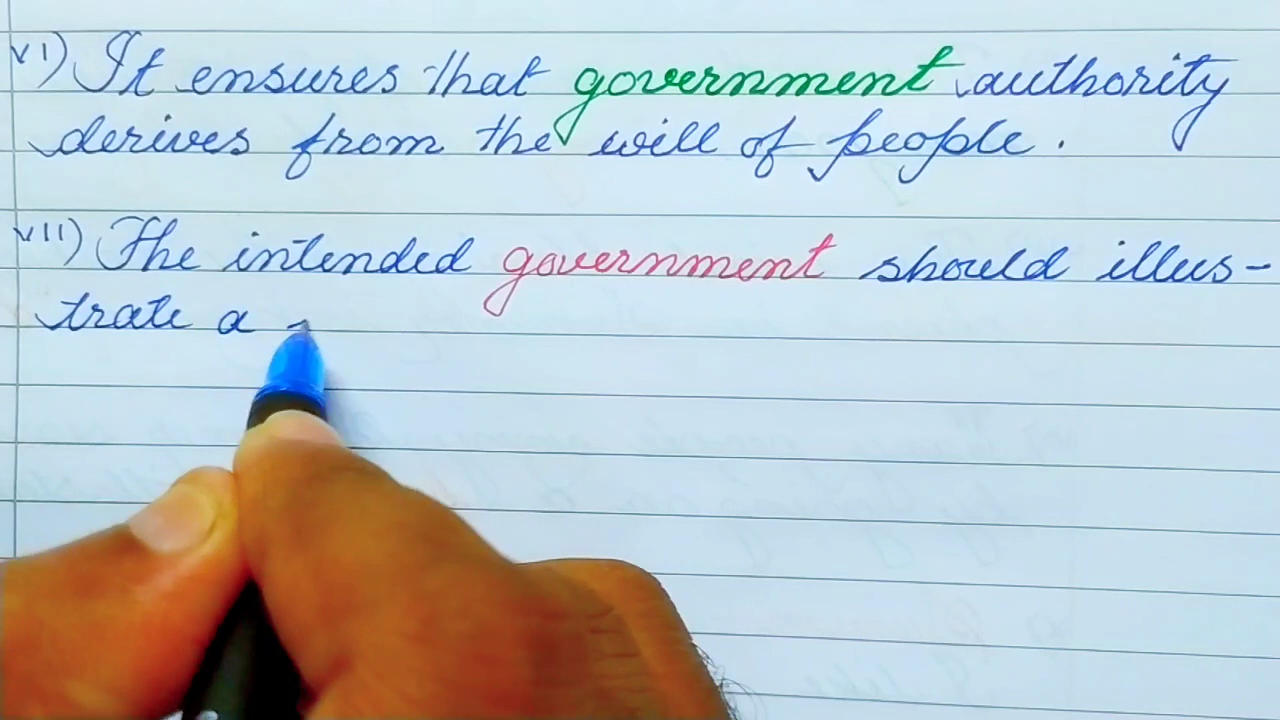 VI) It ensures that government authority
derives from the will of people.
VII) The intended government should illus-
trate a